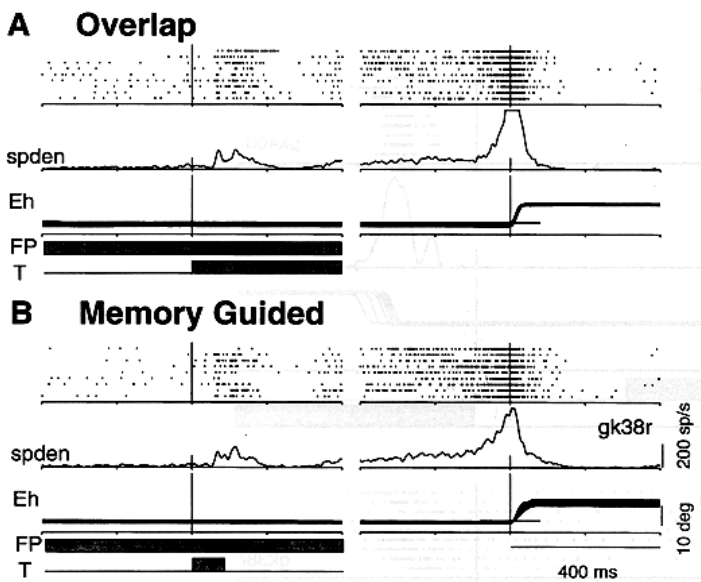 A Overlap
spden
Eh
FP
T
B Memory Guided
gk38r
200 sp/s
spden
Eh
10 deg
FP
T
400 ms